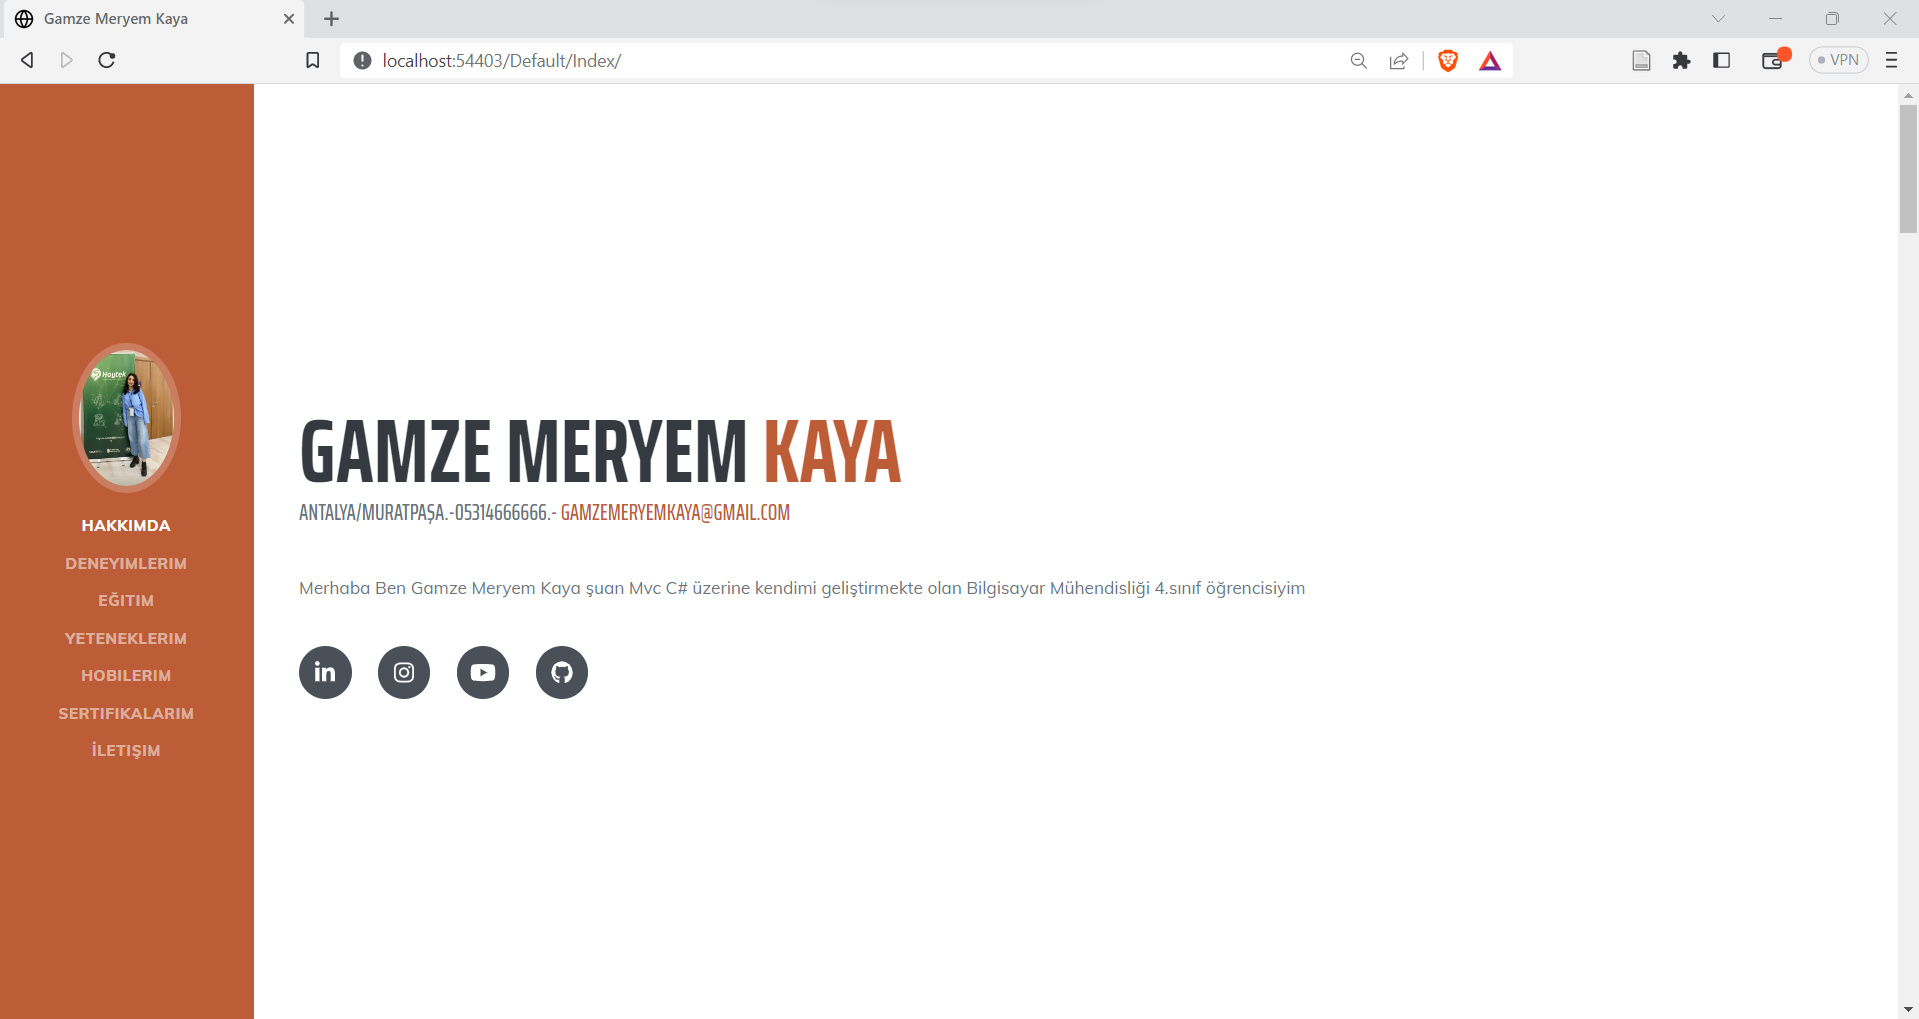 Gamze Meryem Kaya
localhost:54403/Default/Index/
VPN
Haytek
HAKKIMDA
DENEYIMLERIM
EĞITIM
YETENEKLERIM
HOBILERIM
SERTIFIKALARIM
İLETIŞIM
GAMZE MERYEM KAYA
ANTALYA/MURATPAŞA.-05314666666.- GAMZEMERYEMKAYA@GMAIL.COM
Merhaba Ben Gamze Meryem Kaya şuan Mvc C# üzerine kendimi geliştirmekte olan Bilgisayar Mühendisliği 4.sınıf öğrencisiyim
in